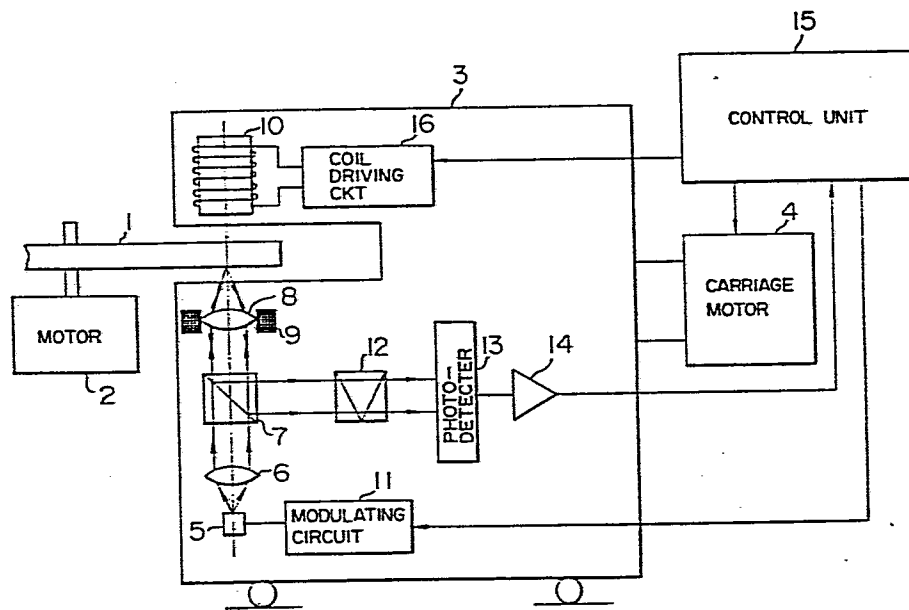 15
3
CONTROL UNIT
10
16
COIL
DRIVING
CKT
1
4
CARRIAGE
MOTOR
8
9
MOTOR
2
12
13
14
PHOTO-
DETECTER
7
6
11
5
MODULATING
CIRCUIT